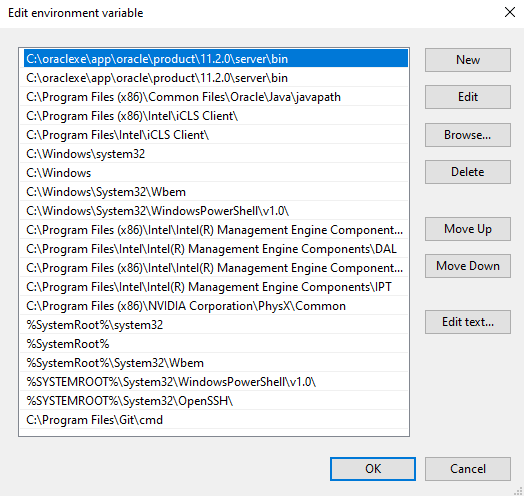 Edit environment variable
C:\oraclexe\app\oracle\product\11.2.0\server\bin
New
C:\oraclexe\app\oracle\product\11.2.0\server\bin
C:\Program Files (x86)\Common Files\Oracle\Java\javapath
Edit
C:\Program Files (x86)\Intel\iCLS Client\
C:\Program Files\Intel\iCLS Client\
Browse...
C:\Windows\system32
C:\Windows
Delete
C:\Windows\System32\Wbem
C:\Windows\System32\WindowsPowerShell\v1.0\
C:\Program Files (x86)\Intel\Intel(R) Management Engine Component...
Move Up
C:\Program Files\Intel\Intel(R) Management Engine Components\DAL
C:\Program Files (x86)\Intel\Intel(R) Management Engine Component...
Move Down
C:\Program Files\Intel\Intel(R) Management Engine Components\IPT
C:\Program Files (x86)\NVIDIA Corporation\PhysX\Common
%SystemRoot%\system32
Edit text...
%SystemRoot%
%SystemRoot%\System32\Wbem
%SYSTEMROOT%\System32\WindowsPowerShell\v1.0\
%SYSTEMROOT%\System32\OpenSSH\
C:\Program Files\Git\cmd
OK
Cancel